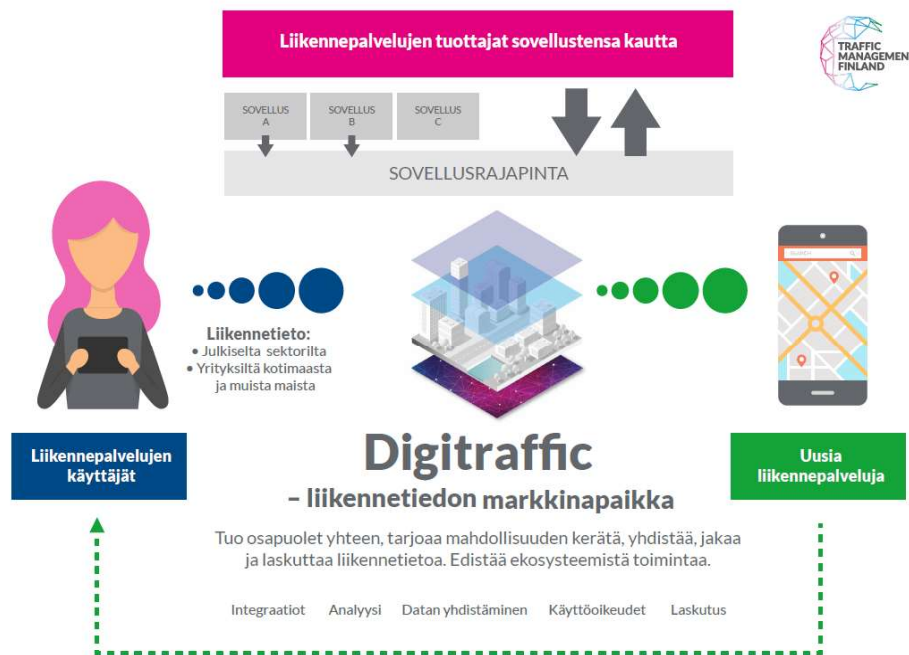 Liikennepalvelujen tuottajat sovellustensa kautta
TRAFFIC
MANAGEMEN
FINLAND
SOVELLUS
A
SOVELLUS
B
SOVELLUS
C
SOVELLUSRAJAPINTA
SEARCH
Liikennetieto:
• Julkiselta sektorilta
• Yrityksiltä kotimaasta
ja muista maista
Liikennepalvelujen
käyttäjät
Digitraffic
– liikennetiedon markkinapaikka
Uusia
liikennepalveluja
Tuo osapuolet yhteen, tarjoaa mahdollisuuden kerätä, yhdistää, jakaa
ja laskuttaa liikennetietoa. Edistää ekosysteemistä toimintaa.
Integraatiot Analyysi Datan yhdistäminen Käyttöoikeudet Laskutus